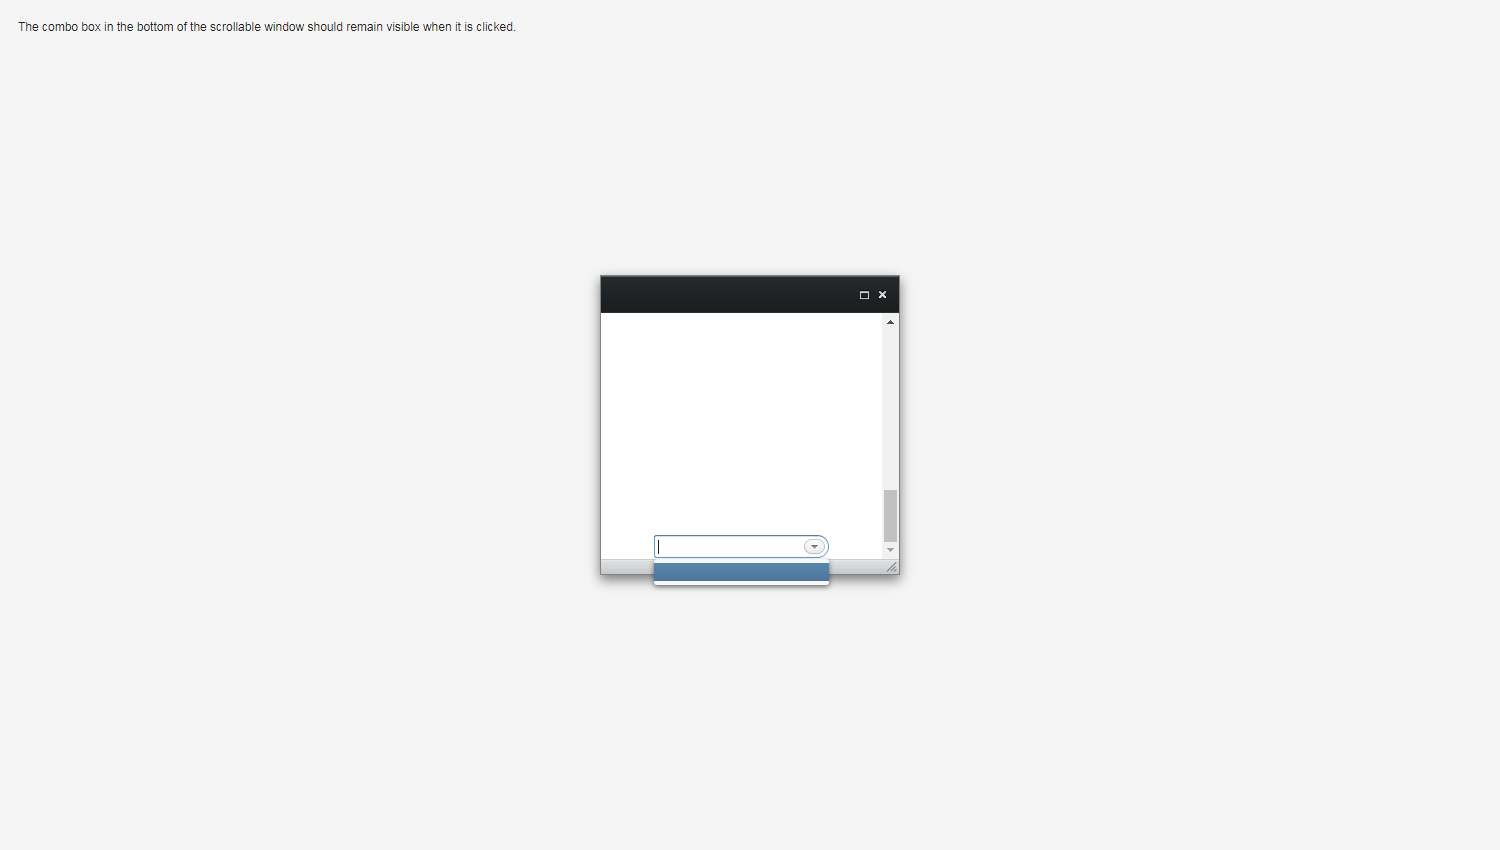 The combo box in the bottom of the scrollable window should remain visible when it is clicked.